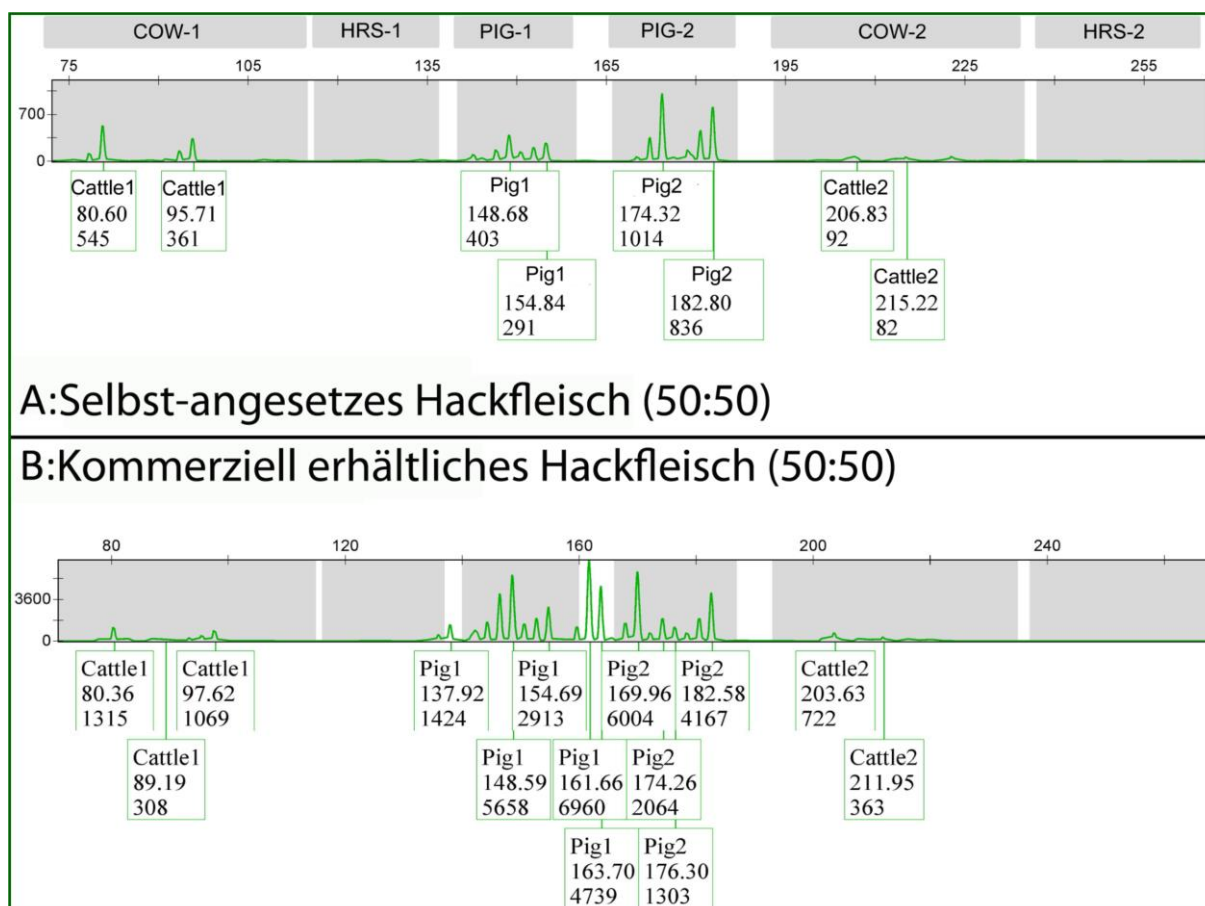 COW-1 HRS-1 PIG-1 PIG-2 COW-2 HRS-2
75 105 135 165 195 225 255
700
0
Cattle1 Cattle1 Pig1 Pig2 Cattle2
80.60 95.71 148.68 174.32 206.83
545 361 403 1014 92
Pig1 Pig2 Cattle2
154.84 182.80 215.22
291 836 82
A:Selbst-angesetzes Hackfleisch (50:50)
B:Kommerziell erhältliches Hackfleisch (50:50)
80 120 160 200 240
3600
0
Cattle1 Cattle1 Pig1 Pig1 Pig2 Pig2 Cattle2
80.36 97.62 137.92 154.69 169.96 182.58 203.63
1315 1069 1424 2913 6004 4167 722
Cattle1 Pig1 Pig1 Pig2 Cattle2
89.19 148.59 161.66 174.26 211.95
308 5658 6960 2064 363
Pig1 Pig2
163.70 176.30
4739 1303